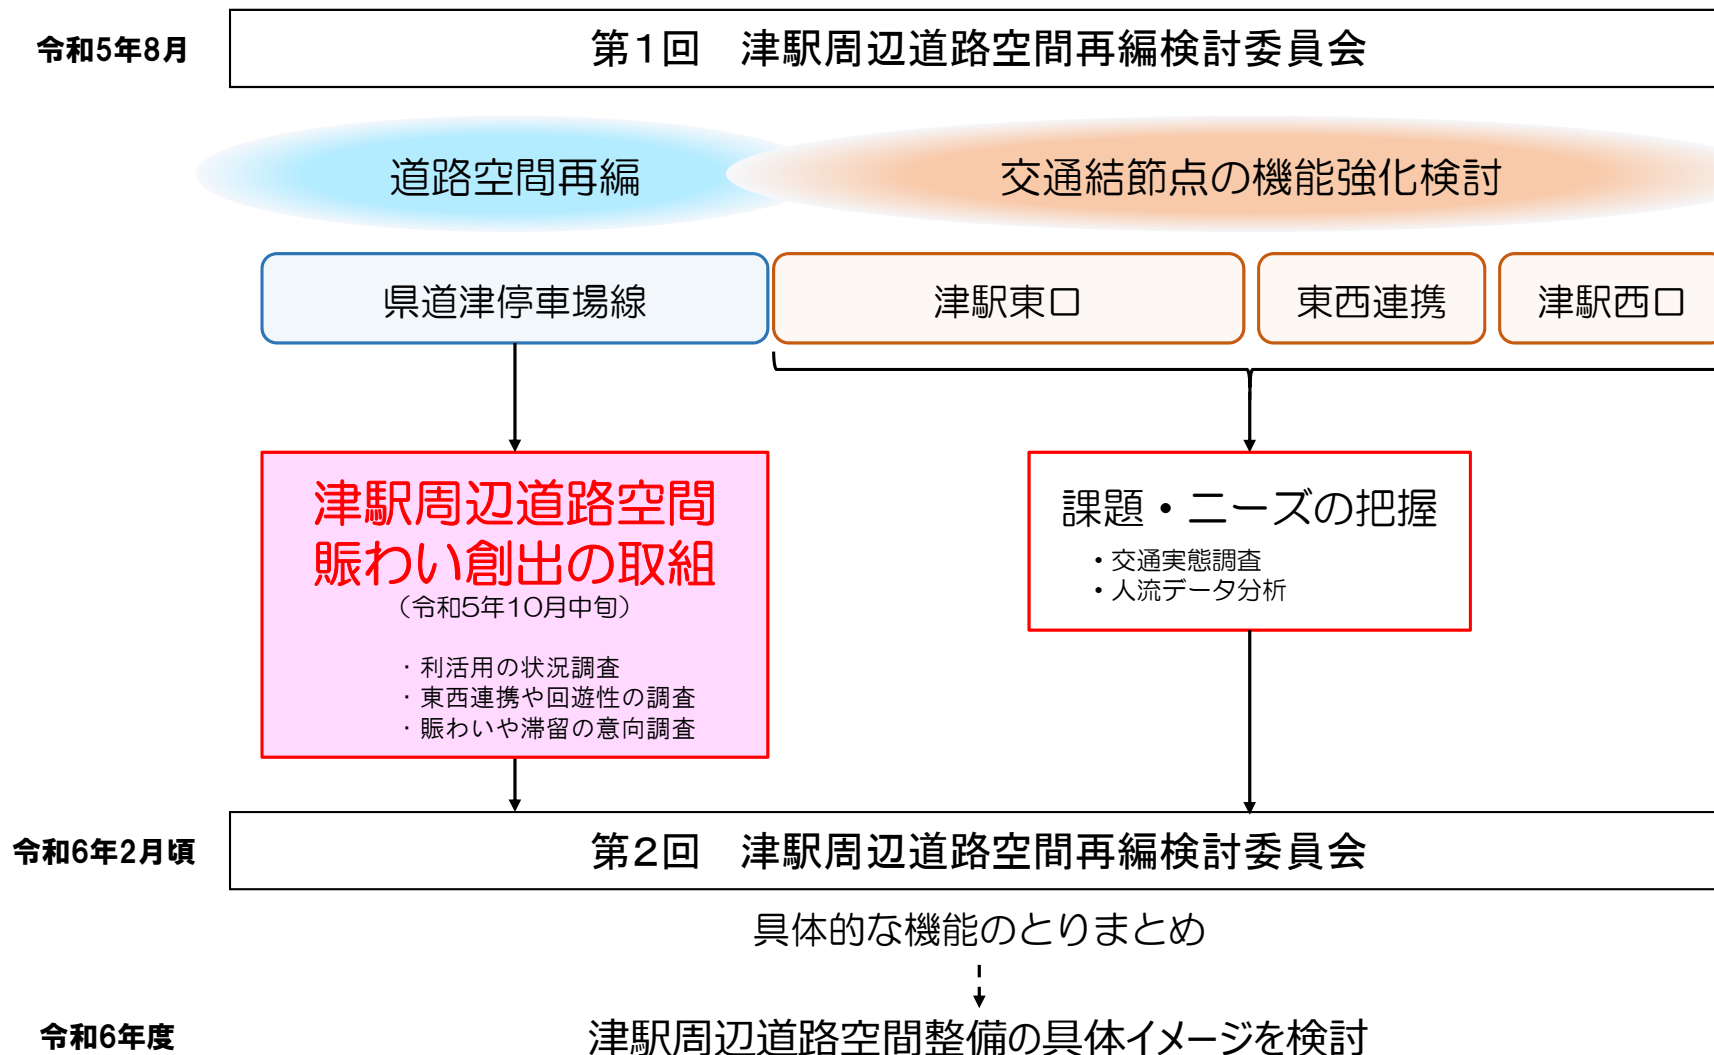 令和5年8月
第1回　津駅周辺道路空間再編検討委員会
道路空間再編
交通結節点の機能強化検討
県道津停車場線
津駅東口
東西連携
津駅西口
津駅周辺道路空間
賑わい創出の取組
（令和5年10月中旬）
・利活用の状況調査
・東西連携や回遊性の調査
・賑わいや滞留の意向調査
課題・ニーズの把握
・交通実態調査
・人流データ分析
令和6年2月頃
第2回　津駅周辺道路空間再編検討委員会
具体的な機能のとりまとめ
令和6年度
津駅周辺道路空間整備の具体イメージを検討